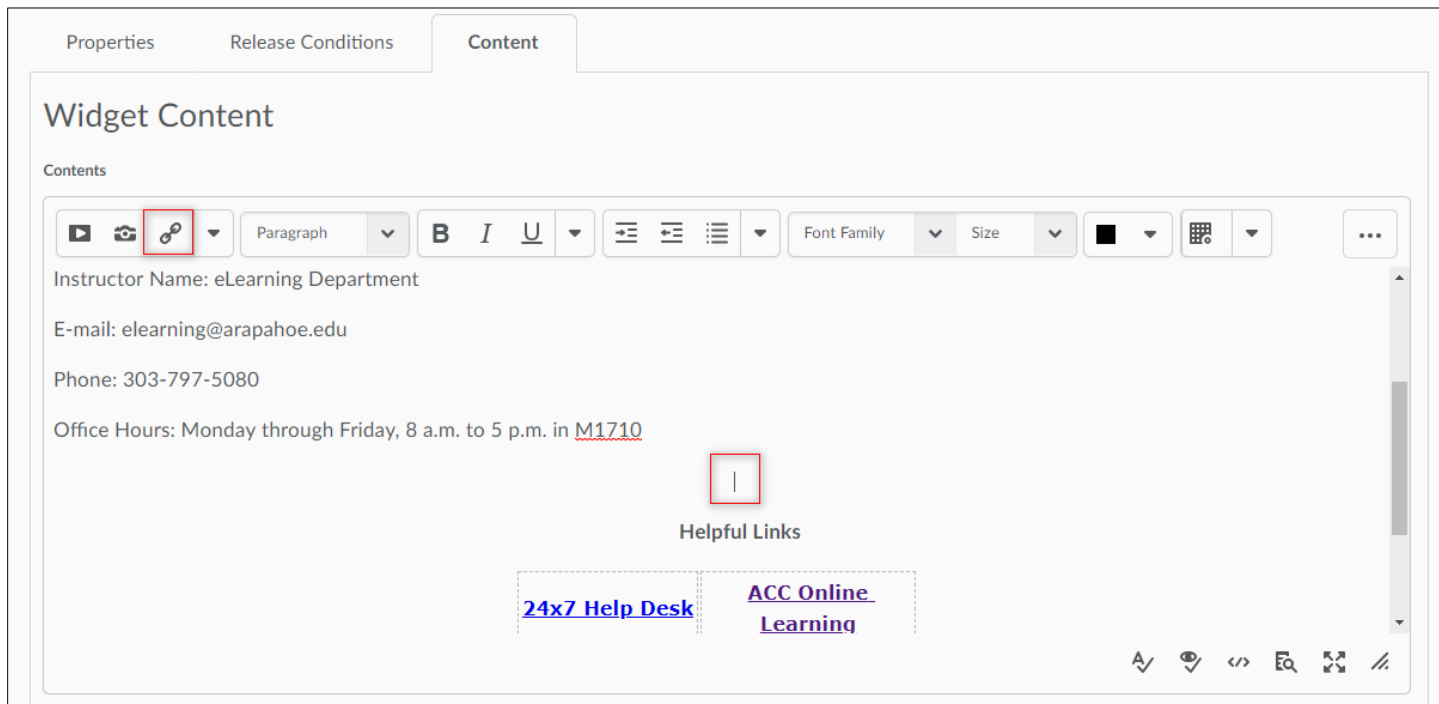 Properties Release Conditions Content
Widget Content
Contents
Paragraph B I U Font Family Size
Instructor Name: eLearning Department
E-mail: elearning@arapahoe.edu
Phone: 303-797-5080
Office Hours: Monday through Friday, 8 a.m. to 5 p.m. in M1710
Helpful Links
24x7 Help Desk
ACC Online
Learning